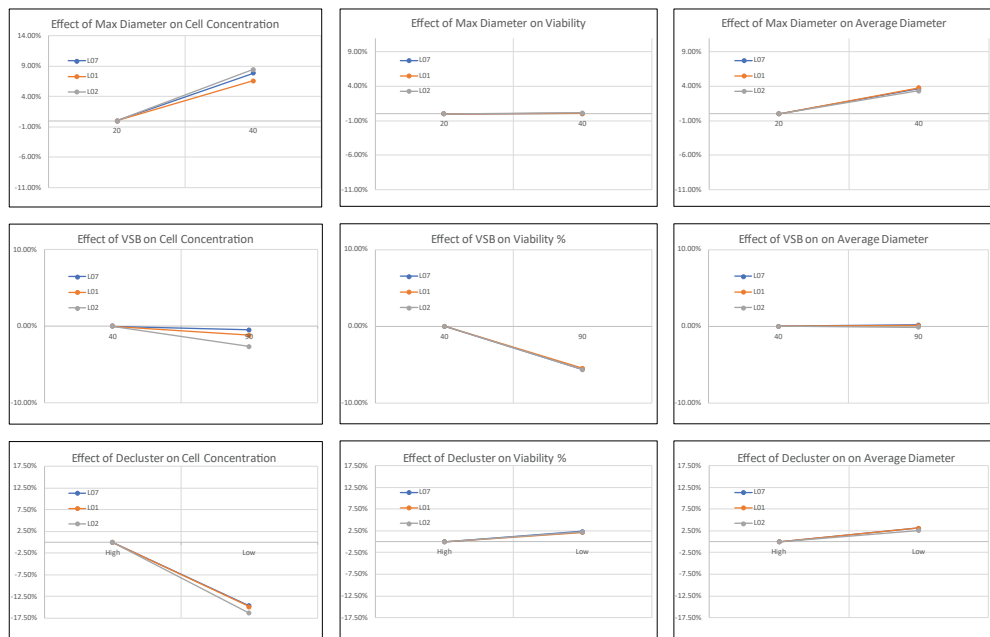 Effect of Max Diameter on Cell Concentration
14.00%
9.00%
4.00%
-1.00%
-6.00%
-11.00%
L07
L01
L02
20
40
Effect of Max Diameter on Viability
9.00%
4.00%
-1.00%
-6.00%
-11.00%
L07
L01
L02
20
40
Effect of Max Diameter on Average Diameter
9.00%
4.00%
-1.00%
-6.00%
-11.00%
L07
L01
L02
20
40
Effect of VSB on Cell Concentration
10.00%
0.00%
-10.00%
L07
L01
L02
40
90
Effect of VSB on Viability %
10.00%
0.00%
-10.00%
L07
L01
L02
40
90
Effect of VSB on on Average Diameter
10.00%
0.00%
-10.00%
L07
L01
L02
40
90
Effect of Decluster on Cell Concentration
17.50%
12.50%
7.50%
2.50%
-2.50%
-7.50%
-12.50%
-17.50%
L07
L01
L02
High
Low
Effect of Decluster on Viability %
17.50%
12.50%
7.50%
2.50%
-2.50%
-7.50%
-12.50%
-17.50%
L07
L01
L02
High
Low
Effect of Decluster on on Average Diameter
17.50%
12.50%
7.50%
2.50%
-2.50%
-7.50%
-12.50%
-17.50%
L07
L01
L02
High
Low